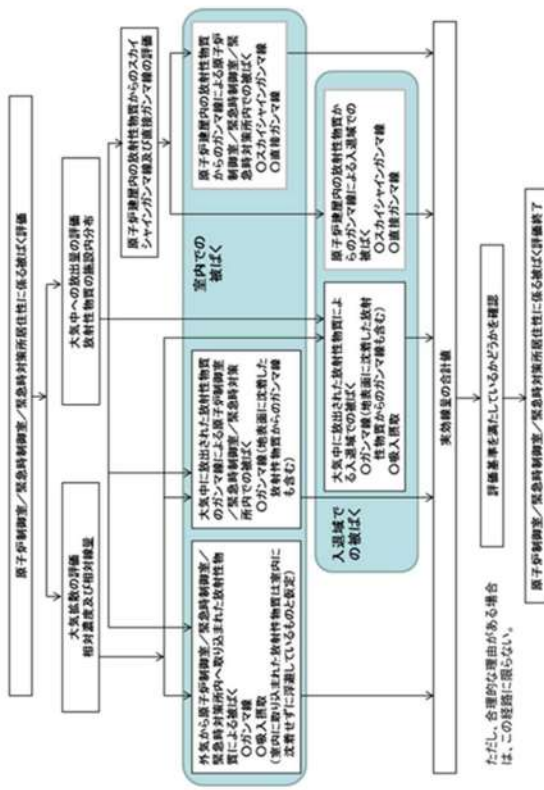 原子炉制御室/緊急時制御室/緊急時対策所居住性に係る被ばく評価
大気拡散の評価
相対濃度及び相対線量
大気中への放出量の評価
放射性物質の施設内分布
原子炉建屋内の放射性物質からのスカイ
シャインガンマ線及び直接ガンマ線の評価
室内での
被ばく
外気から原子炉制御室/緊急時制御室/
緊急時対策所内へ取り込まれた放射性物
質による被ばく
○ガンマ線
○吸入摂取
(室内に取り込まれた放射性物質は室内に
沈着せずに浮遊しているものと仮定)
大気中に放出された放射性物質
のガンマ線による原子炉制御室
/緊急時制御室/緊急時対策
所内での被ばく
○ガンマ線(地表面に沈着した
放射性物質からのガンマ線
も含む)
原子炉建屋内の放射性物質
からのガンマ線による原子炉
制御室/緊急時制御室/緊
急時対策所内での被ばく
○スカイシャインガンマ線
○直接ガンマ線
入退域で
の被ばく
大気中に放出された放射性物質によ
る入退域での被ばく
○ガンマ線(地表面に沈着した放射
性物質からのガンマ線も含む)
○吸入摂取
原子炉建屋内の放射性物質か
らのガンマ線による入退域での
被ばく
○スカイシャインガンマ線
○直接ガンマ線
実効線量の合計値
評価基準を満たしているかどうかを確認
原子炉制御室/緊急時制御室/緊急時対策所居住性に係る被ばく評価終了
ただし、合理的な理由がある場合
は、この経路に限らない。